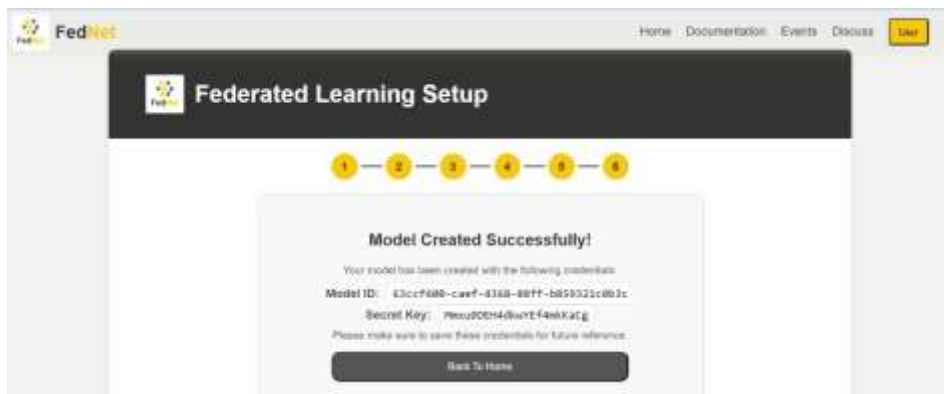 FedNet
Home Documentation Events Discuss User
Federated Learning Setup
1 2 3 4 5 6
Model Created Successfully!
Your model has been created with the following credentials
Model ID:
Secret Key:
Please make sure to save these credentials for future reference.
Back To Home